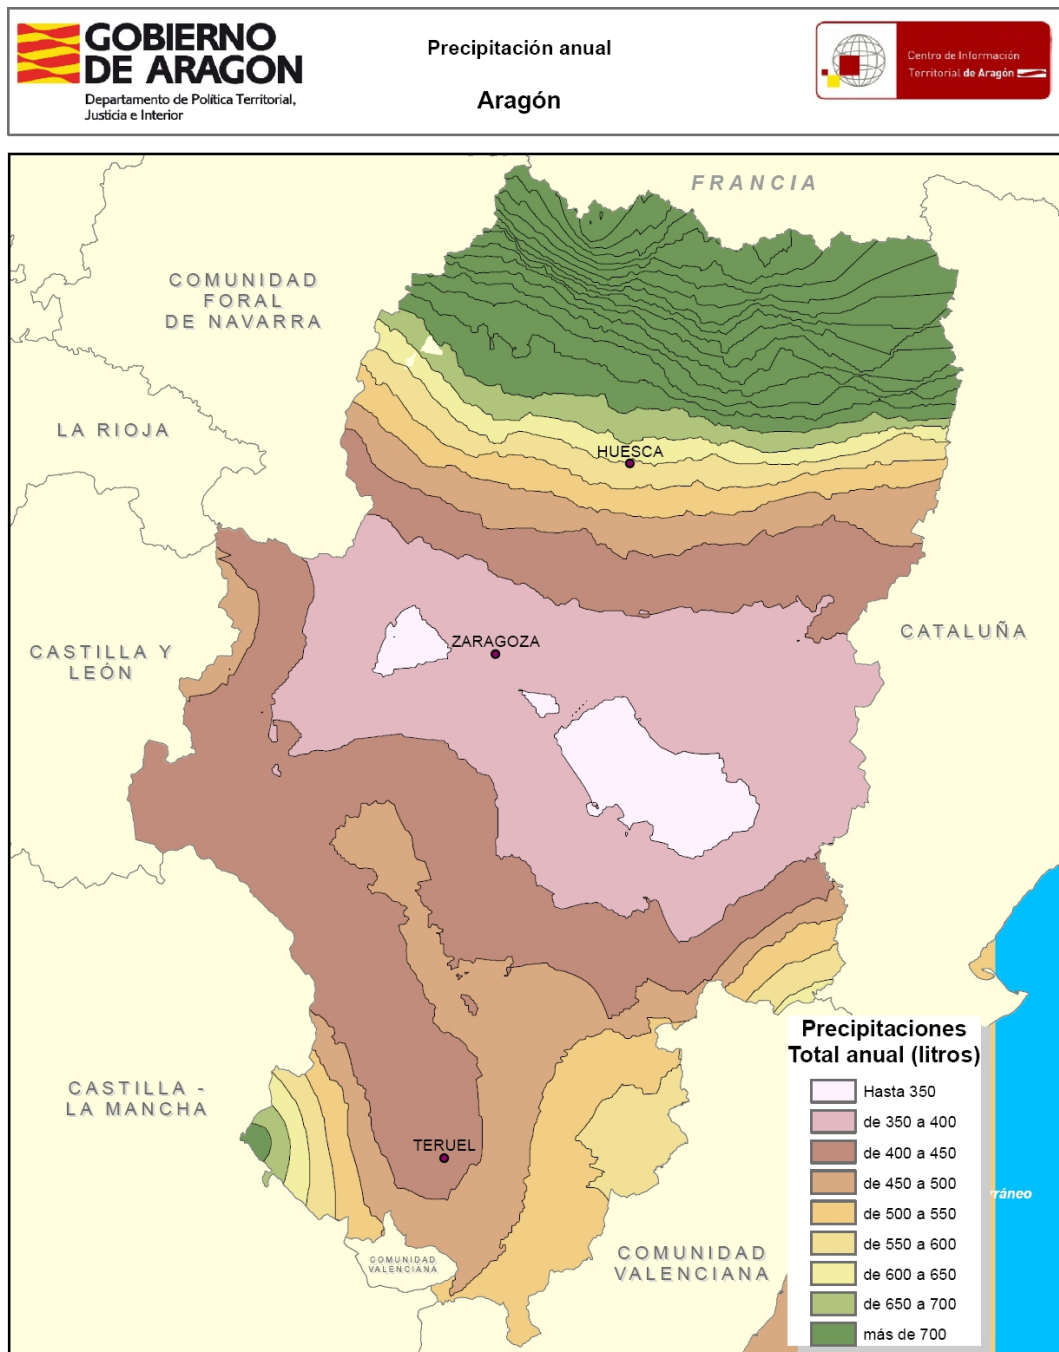 GOBIERNO
DE ARAGON
Departamento de Política Territorial,
Justicia e Interior
Precipitación anual
Aragón
Centro de Información
Territorial de Aragón
FRANCIA
COMUNIDAD
FORAL
DE NAVARRA
LA RIOJA
HUESCA
CASTILLA Y
LEÓN
ZARAGOZA
CATALUÑA
CASTILLA -
LA MANCHA
TERUEL
COMUNIDAD
VALENCIANA
COMUNIDAD
VALENCIANA
Precipitaciones
Total anual (litros)
Hasta 350
de 350 a 400
de 400 a 450
de 450 a 500
de 500 a 550
de 550 a 600
de 600 a 650
de 650 a 700
más de 700